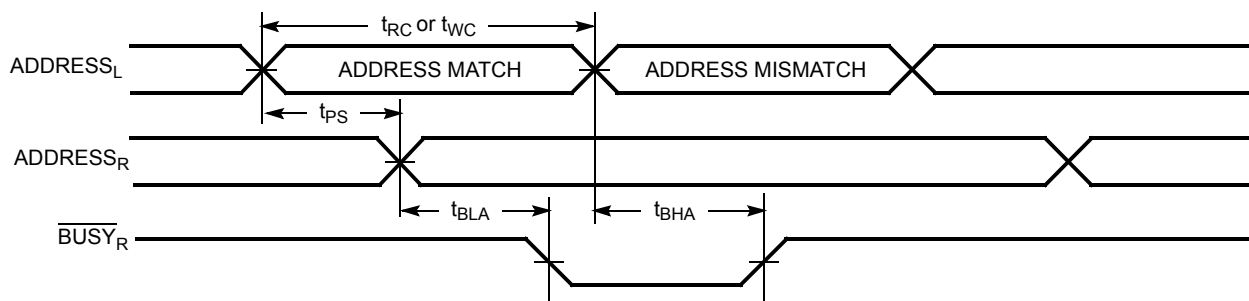 tRC or tWC
ADDRESSL
ADDRESS MATCH
ADDRESS MISMATCH
tPS
ADDRESSR
tBLA
tBHA
BUSYR